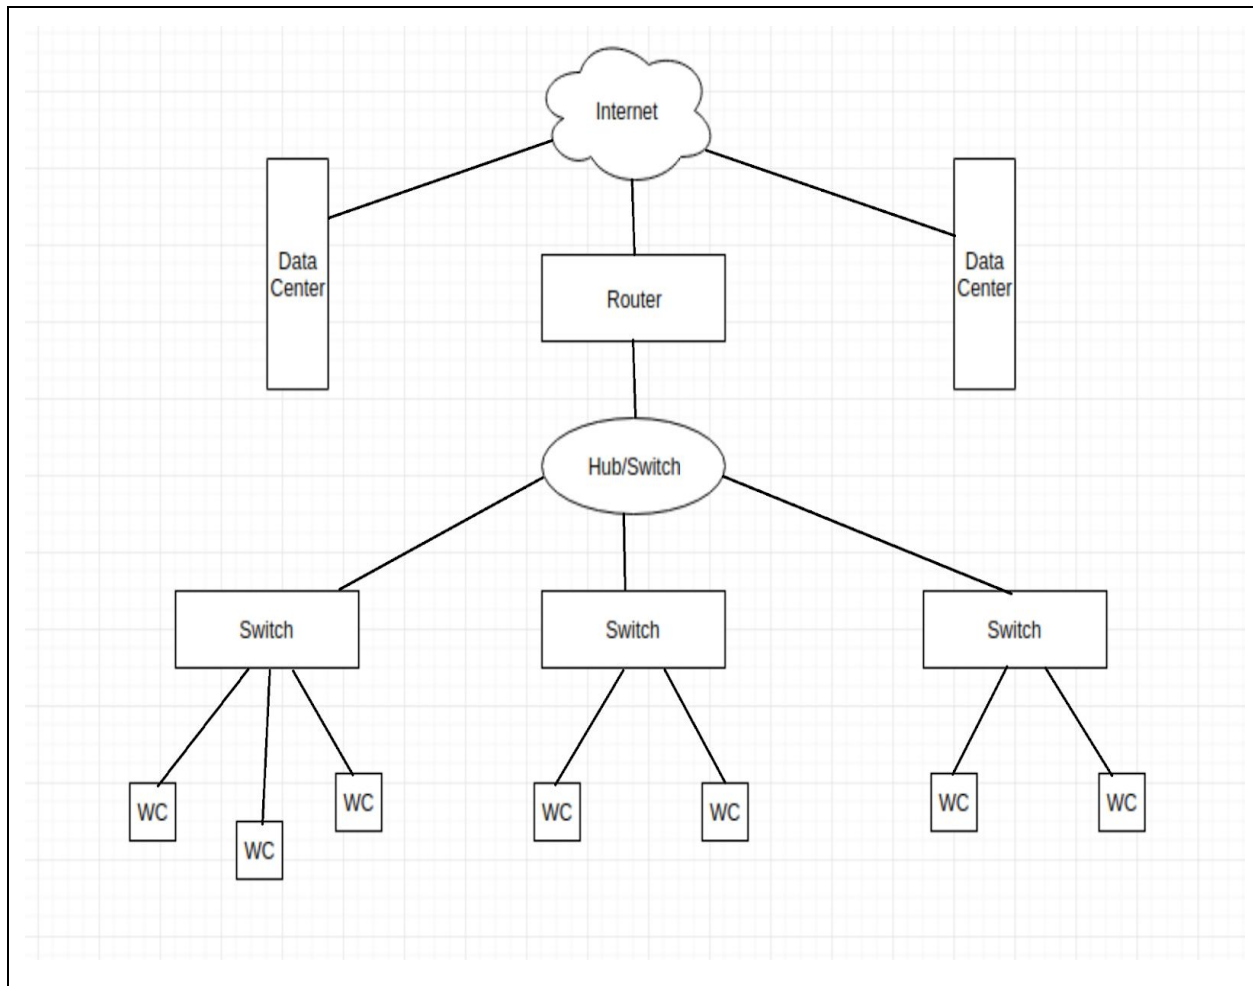 Internet
Data
Center
Data
Center
Router
Hub/Switch
Switch
Switch
Switch
WC
WC
WC
WC
WC
WC
WC